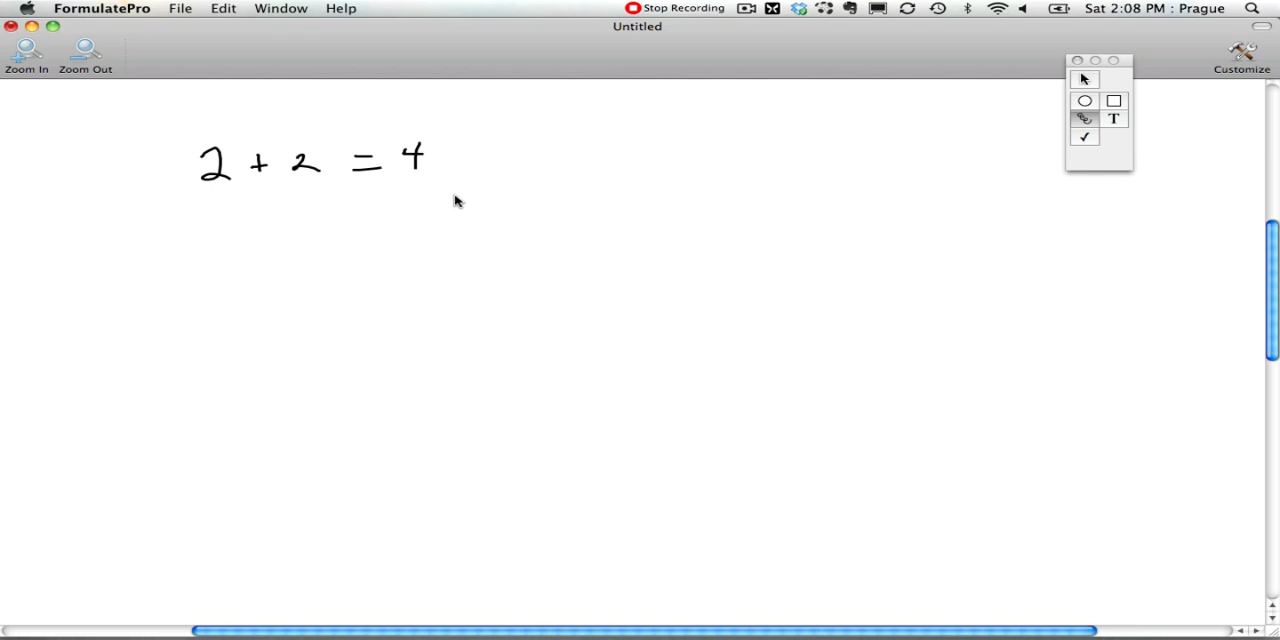 FormulatePro File Edit Window Help Stop Recording Sat 2:08 PM : Prague
Untitled
Zoom In Zoom Out Customize
T
2 + 2 = 4